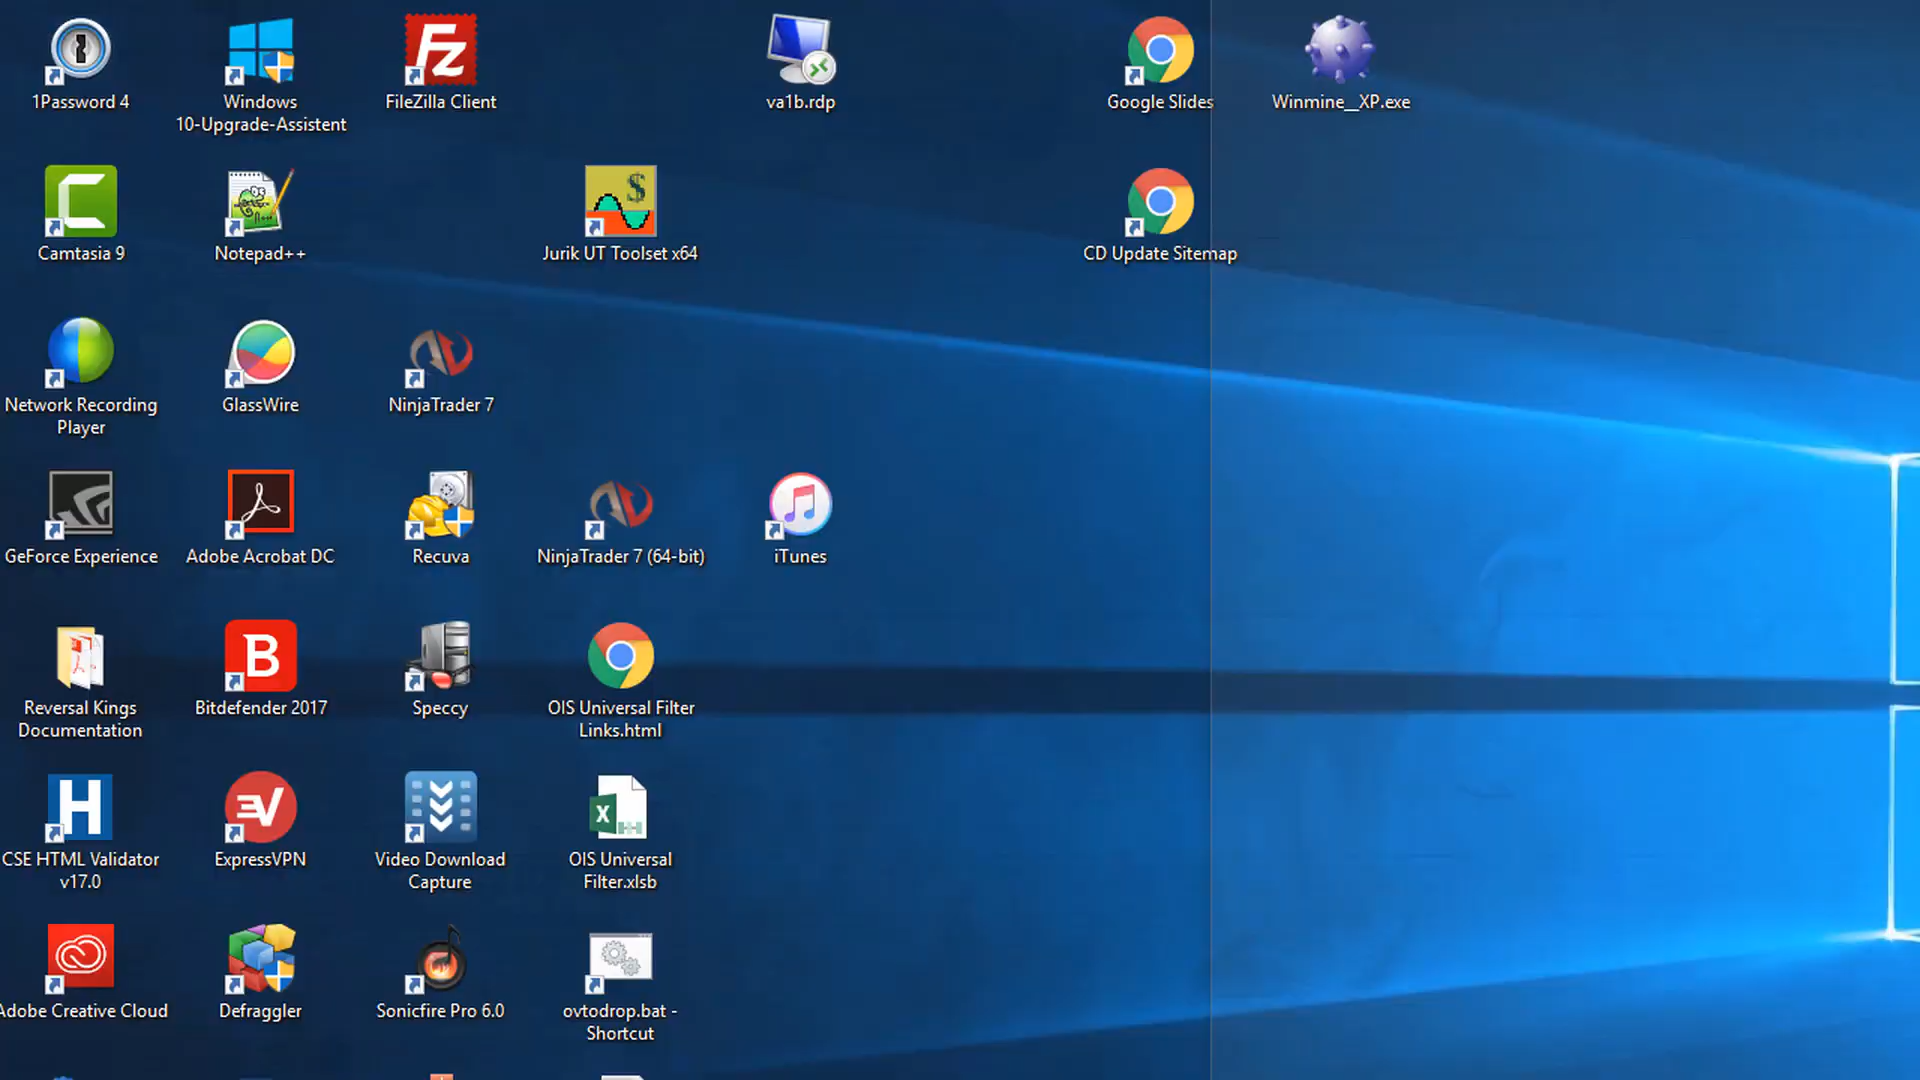 1Password 4
Windows
10-Upgrade-Assistent
FileZilla Client
va1b.rdp
Google Slides
Winmine__XP.exe
Camtasia 9
Notepad++
Jurik UT Toolset x64
CD Update Sitemap
Network Recording
Player
GlassWire
NinjaTrader 7
GeForce Experience
Adobe Acrobat DC
Recuva
NinjaTrader 7 (64-bit)
iTunes
Reversal Kings
Documentation
Bitdefender 2017
Speccy
OIS Universal Filter
Links.html
CSE HTML Validator
v17.0
ExpressVPN
Video Download
Capture
OIS Universal
Filter.xlsb
Adobe Creative Cloud
Defraggler
Sonicfire Pro 6.0
ovtodrop.bat -
Shortcut